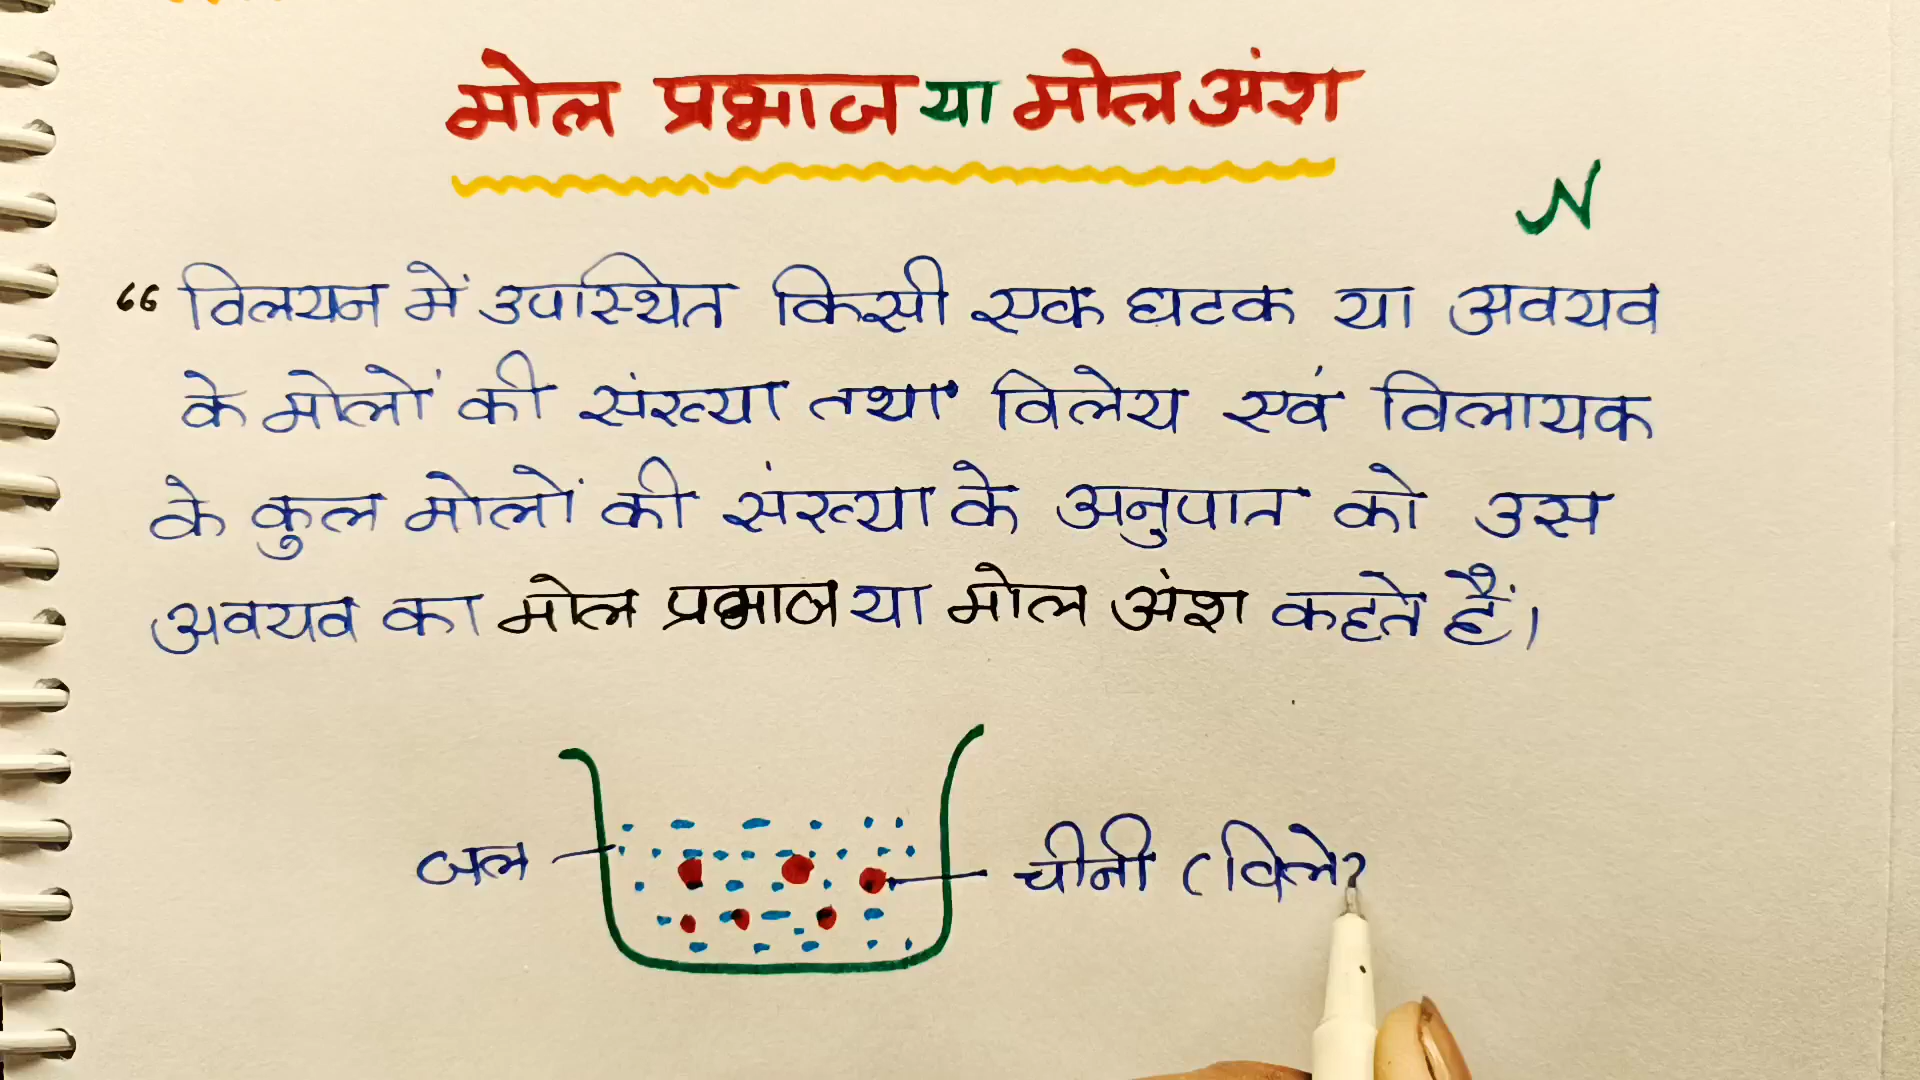 मोल प्रभाज या मोल अंश
N
“ विलयन में उपस्थित किसी एक घटक या अवयव
के मोलों की संख्या तथा विलेय एवं विलायक
के कुल मोलों की संख्या के अनुपात को उस
अवयव का मोल प्रभाज या मोल अंश कहते हैं।
जल
चीनी (विले